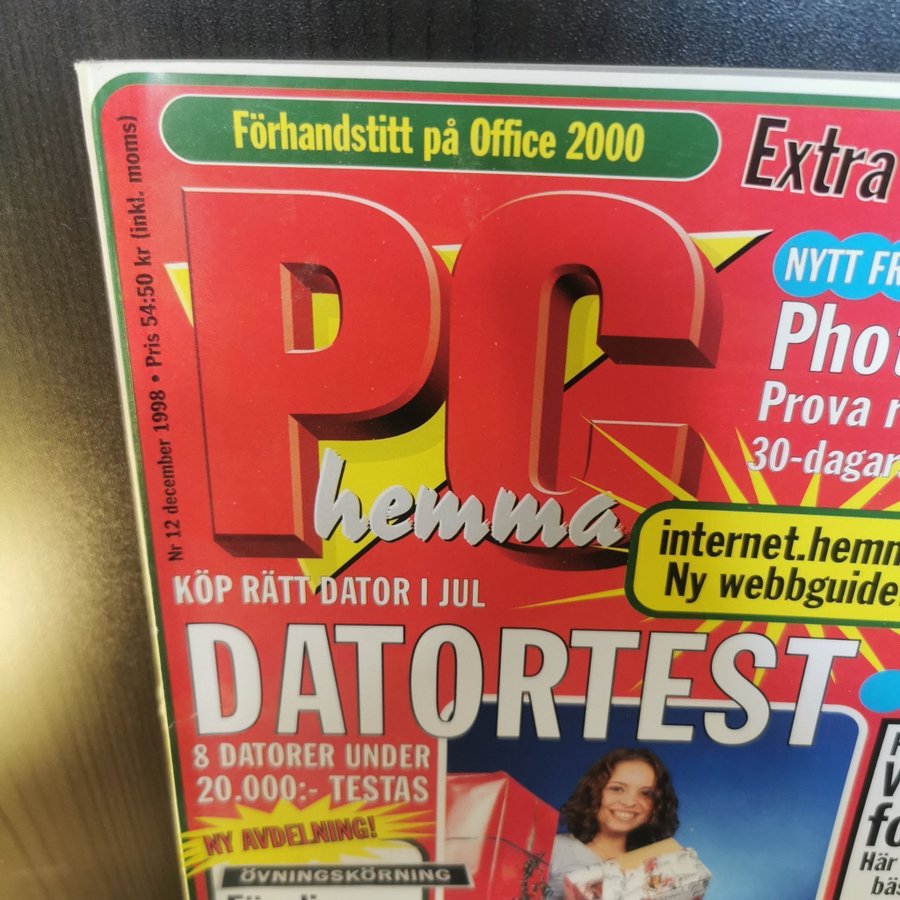 Förhandstitt på Office 2000
Extra
Nr 12 december 1998 • Pris 54:50 kr (inkl. moms)
PC
hemma
NYTT FR
Phot
Prova r
30-dagar
internet.hemm
Ny webbguide
KÖP RÄTT DATOR I JUL
DATORTEST
8 DATORER UNDER
20.000:- TESTAS
NY AVDELNING!
ÖVNINGSKÖRNING
fo
Här
bäs